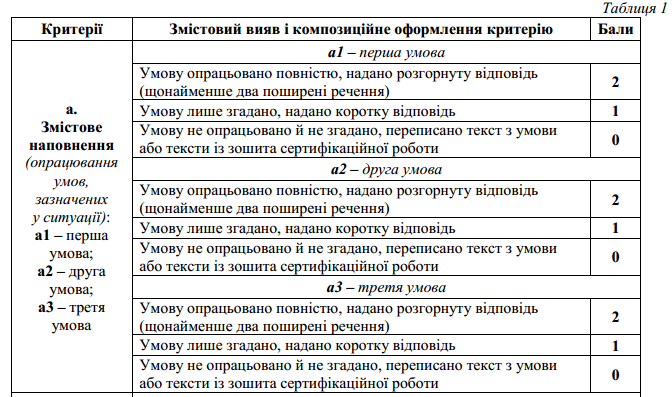 Таблиця 1
Критерії
Змістовий вияв і композиційне оформлення критерію
Бали
а.
Змістове
наповнення
(опрацювання
умов,
зазначених
у ситуації):
а1 – перша
умова;
а2 – друга
умова;
а3 – третя
умова
а1 – перша умова
Умову опрацьовано повністю, надано розгорнуту відповідь
(щонайменше два поширені речення)
2
Умову лише згадано, надано коротку відповідь
1
Умову не опрацьовано й не згадано, переписано текст з умови
або тексти із зошита сертифікаційної роботи
0
а2 – друга умова
Умову опрацьовано повністю, надано розгорнуту відповідь
(щонайменше два поширені речення)
2
Умову лише згадано, надано коротку відповідь
1
Умову не опрацьовано й не згадано, переписано текст з умови
або тексти із зошита сертифікаційної роботи
0
а3 – третя умова
Умову опрацьовано повністю, надано розгорнуту відповідь
(щонайменше два поширені речення)
2
Умову лише згадано, надано коротку відповідь
1
Умову не опрацьовано й не згадано, переписано текст з умови
або тексти із зошита сертифікаційної роботи
0